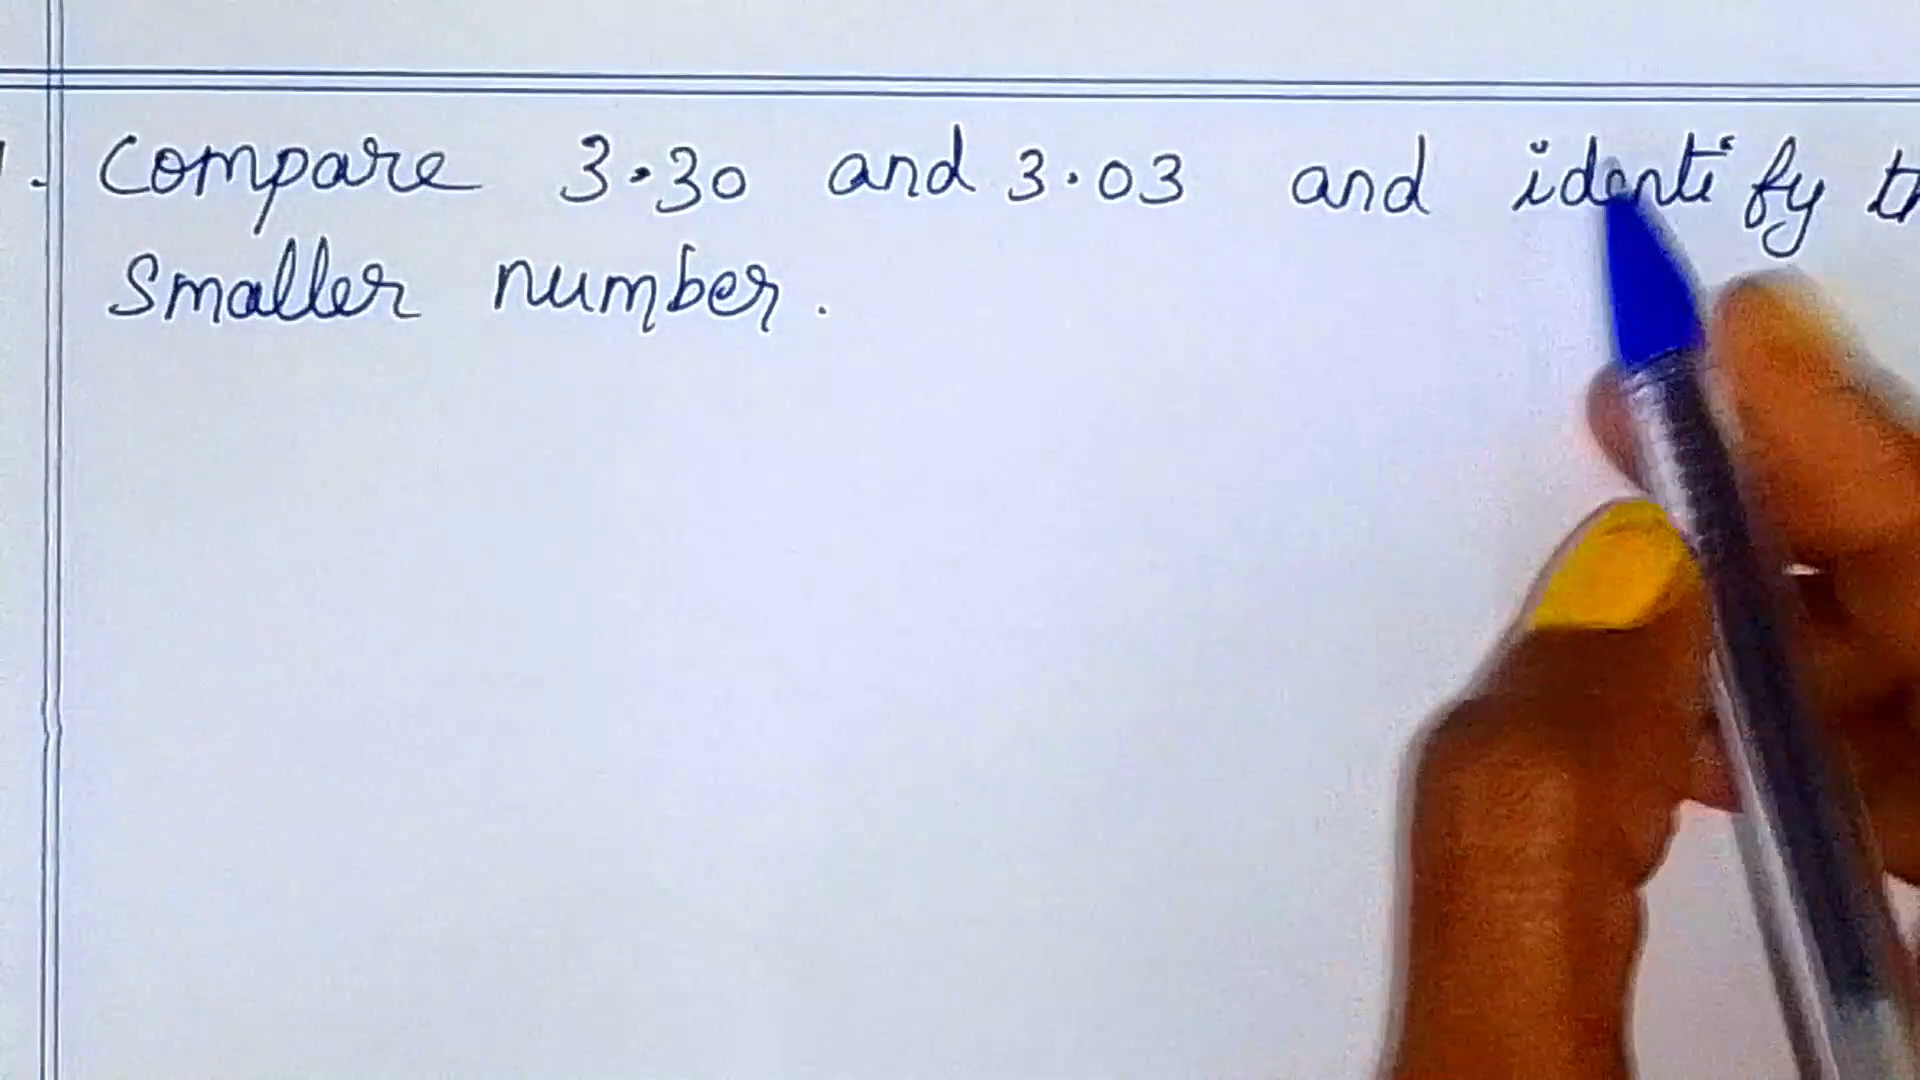 . Compare 3.30 and 3.03 and identify
smaller number.